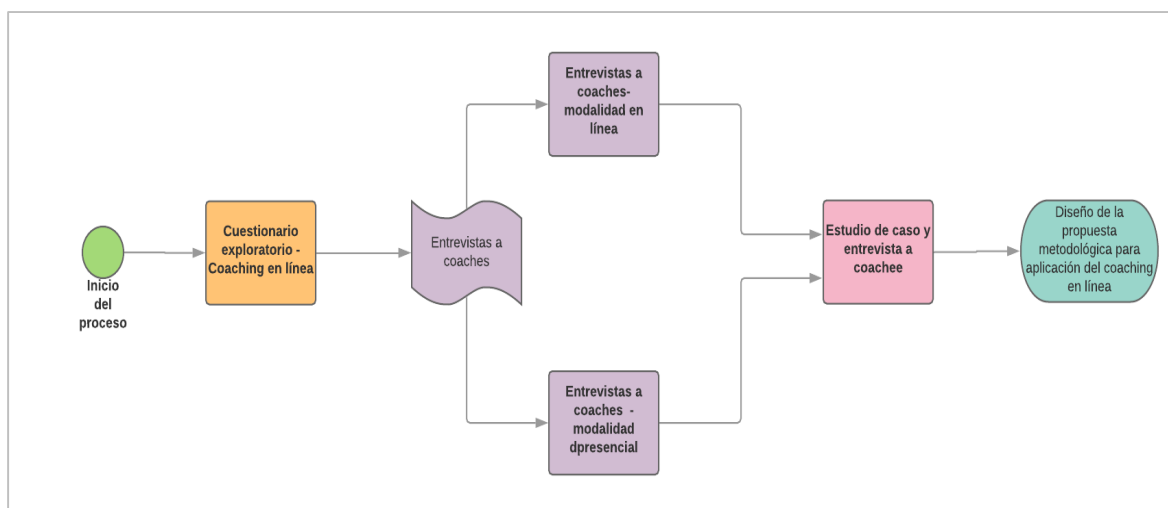 Inicio
del
proceso
Cuestionario
exploratorio -
Coaching en línea
Entrevistas a
coaches
Entrevistas a
coaches-
modalidad en
línea
Entrevistas a
coaches -
modalidad
dpresencial
Estudio de caso y
entrevista a
coachee
Diseño de la
propuesta
metodológica para
aplicación del coaching
en línea